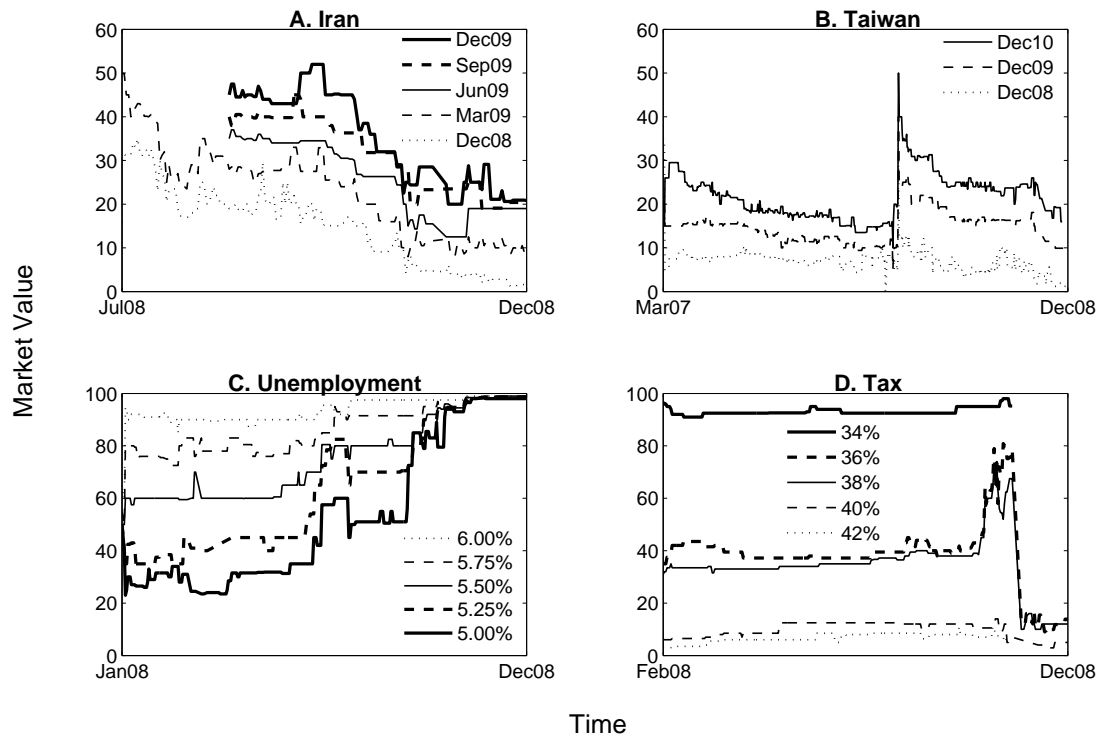 A. Iran
60
50
40
30
20
10
0
Dec09
Sep09
Jun09
Mar09
Dec08
Jul08
Dec08
B. Taiwan
60
50
40
30
20
10
0
Dec10
Dec09
Dec08
Mar07
Dec08
Market Value
C. Unemployment
100
80
60
40
20
0
6.00%
5.75%
5.50%
5.25%
5.00%
Jan08
Dec08
D. Tax
100
80
60
40
20
0
34%
36%
38%
40%
42%
Feb08
Dec08
Time